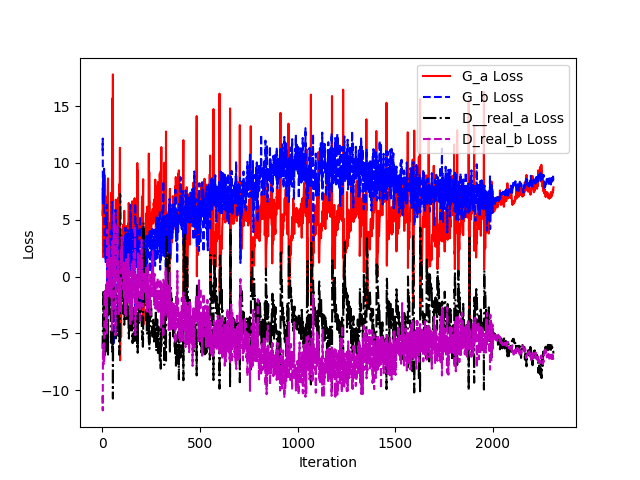 G_a Loss
G_b Loss
D__real_a Loss
D_real_b Loss
15
10
5
0
−5
−10
Loss
0
500
1000
1500
2000
Iteration